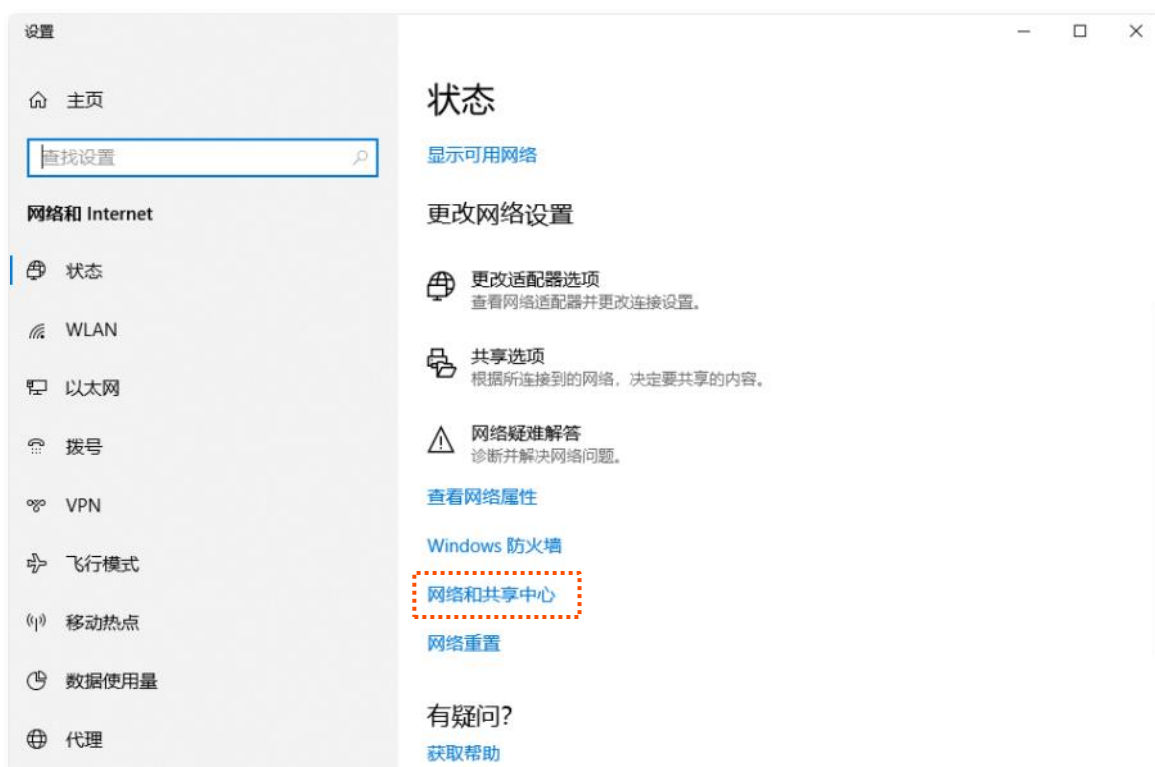 设置
主页
查找设置
网络和 Internet
状态
WLAN
以太网
拨号
VPN
飞行模式
移动热点
数据使用量
代理
状态
显示可用网络
更改网络设置
更改适配器选项
查看网络适配器并更改连接设置。
共享选项
根据所连接到的网络，决定要共享的内容。
网络疑难解答
诊断并解决网络问题。
查看网络属性
Windows 防火墙
网络和共享中心
网络重置
有疑问?
获取帮助